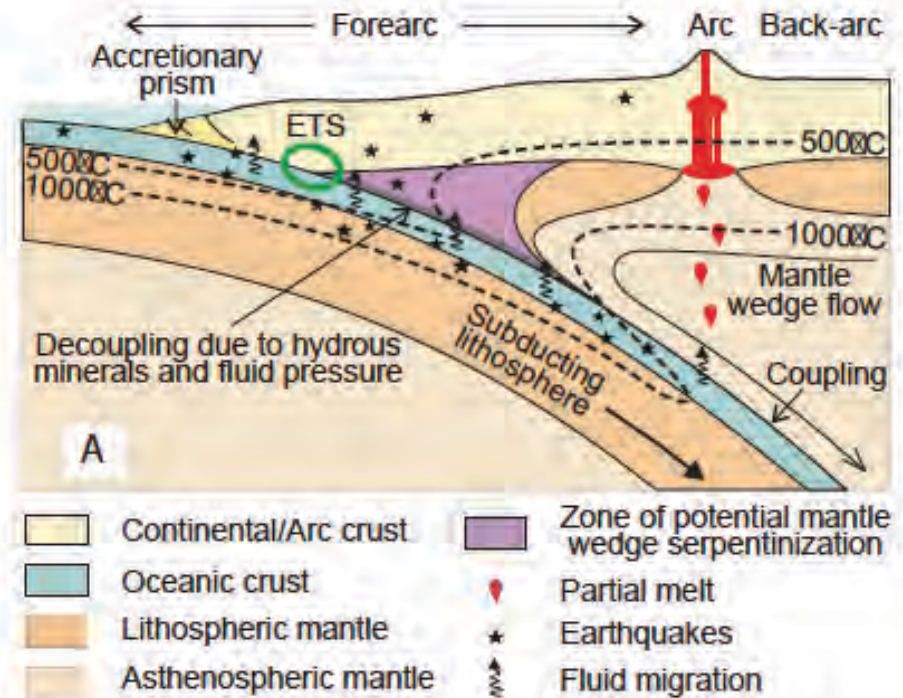 Forearc
Arc
Back-arc
Accretionary
prism
ETS
500☒C
500☒C
1000☒C
1000☒C
Mantle
wedge flow
Decoupling due to hydrous
minerals and fluid pressure
Subducting
lithosphere
Coupling
A
Continental/Arc crust
Oceanic crust
Lithospheric mantle
Asthenospheric mantle
Zone of potential mantle
wedge serpentinization
Partial melt
Earthquakes
Fluid migration